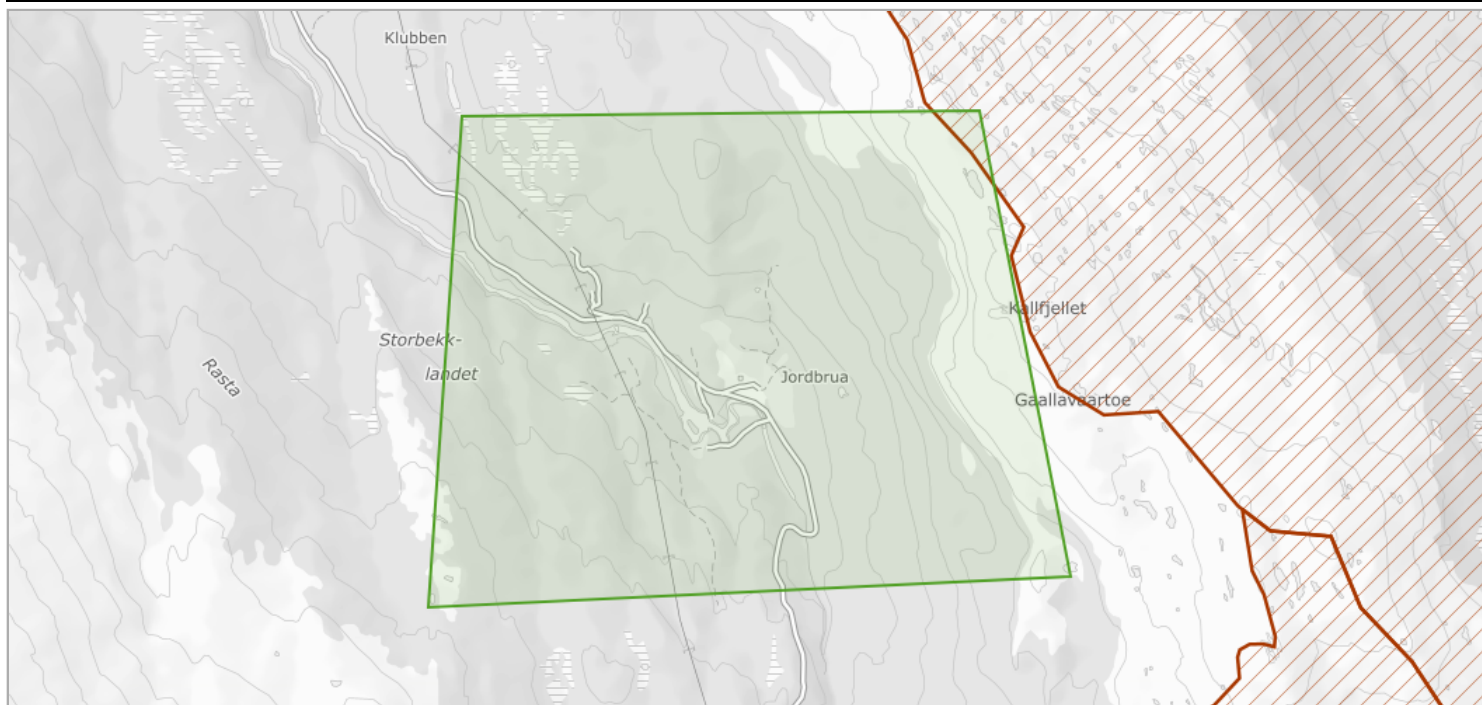 Klubben
Kallfjellet
Storbekk-
landet
Rasta
Jordbrua
Gaallavaartoe